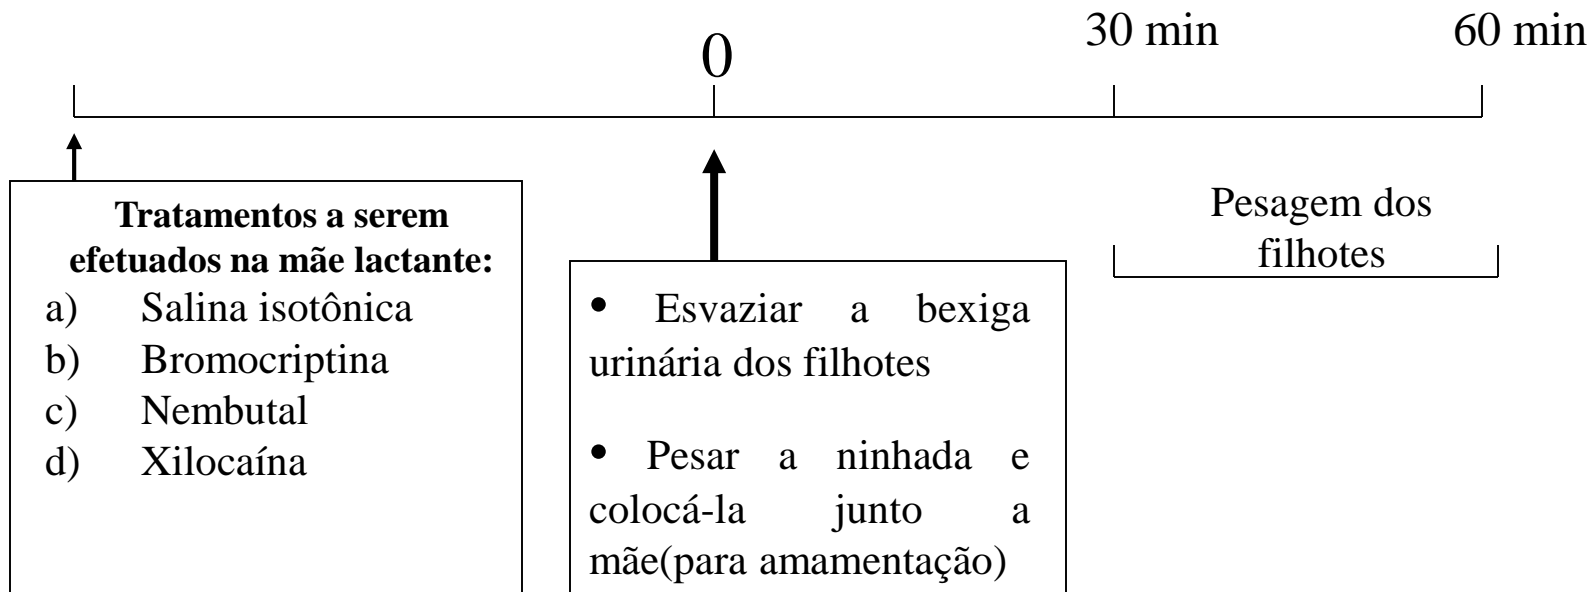 0
30 min
60 min
Tratamentos a serem
efetuados na mãe lactante:
a) Salina isotônica
b) Bromocriptina
c) Nembutal
d) Xilocaína
• Esvaziar a bexiga
urinária dos filhotes
• Pesar a ninhada e
colocá-la junto a
mãe(para amamentação)
Pesagem dos
filhotes